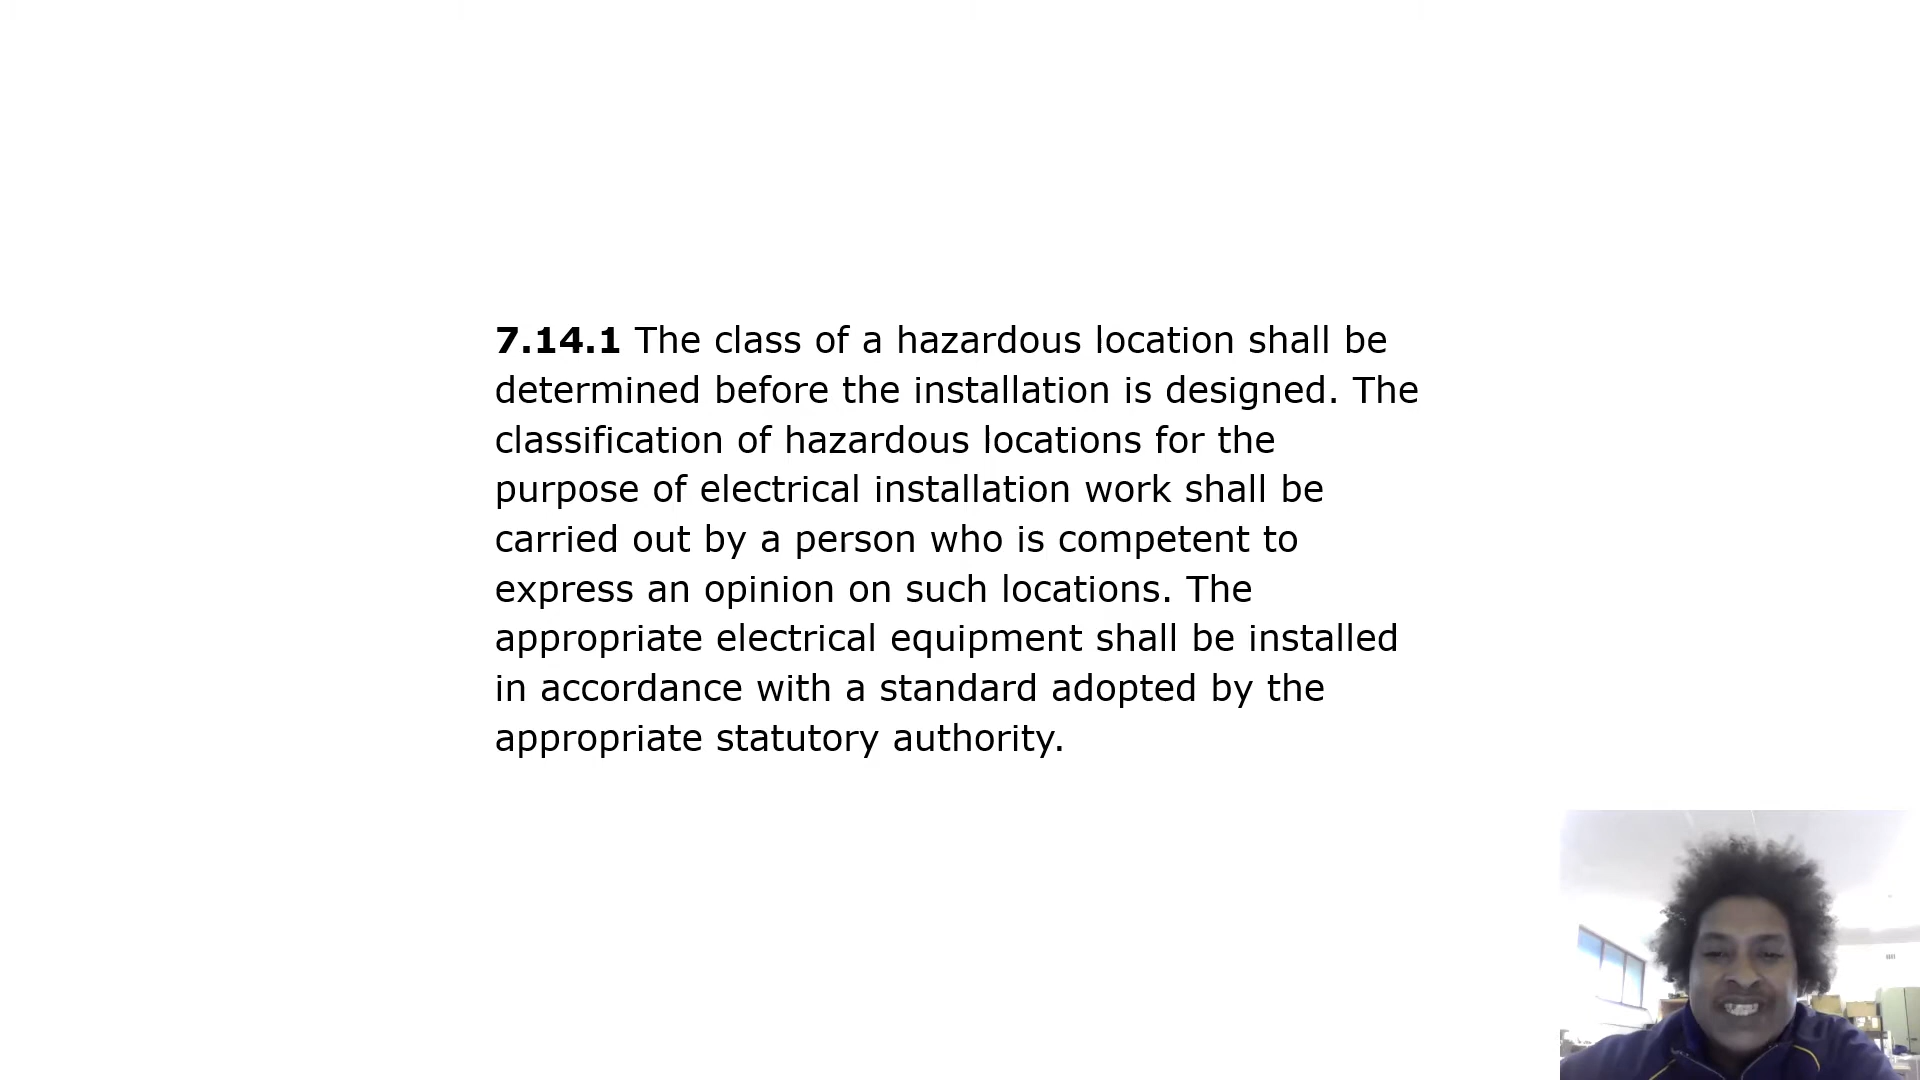 7.14.1 The class of a hazardous location shall be
determined before the installation is designed. The
classification of hazardous locations for the
purpose of electrical installation work shall be
carried out by a person who is competent to
express an opinion on such locations. The
appropriate electrical equipment shall be installed
in accordance with a standard adopted by the
appropriate statutory authority.